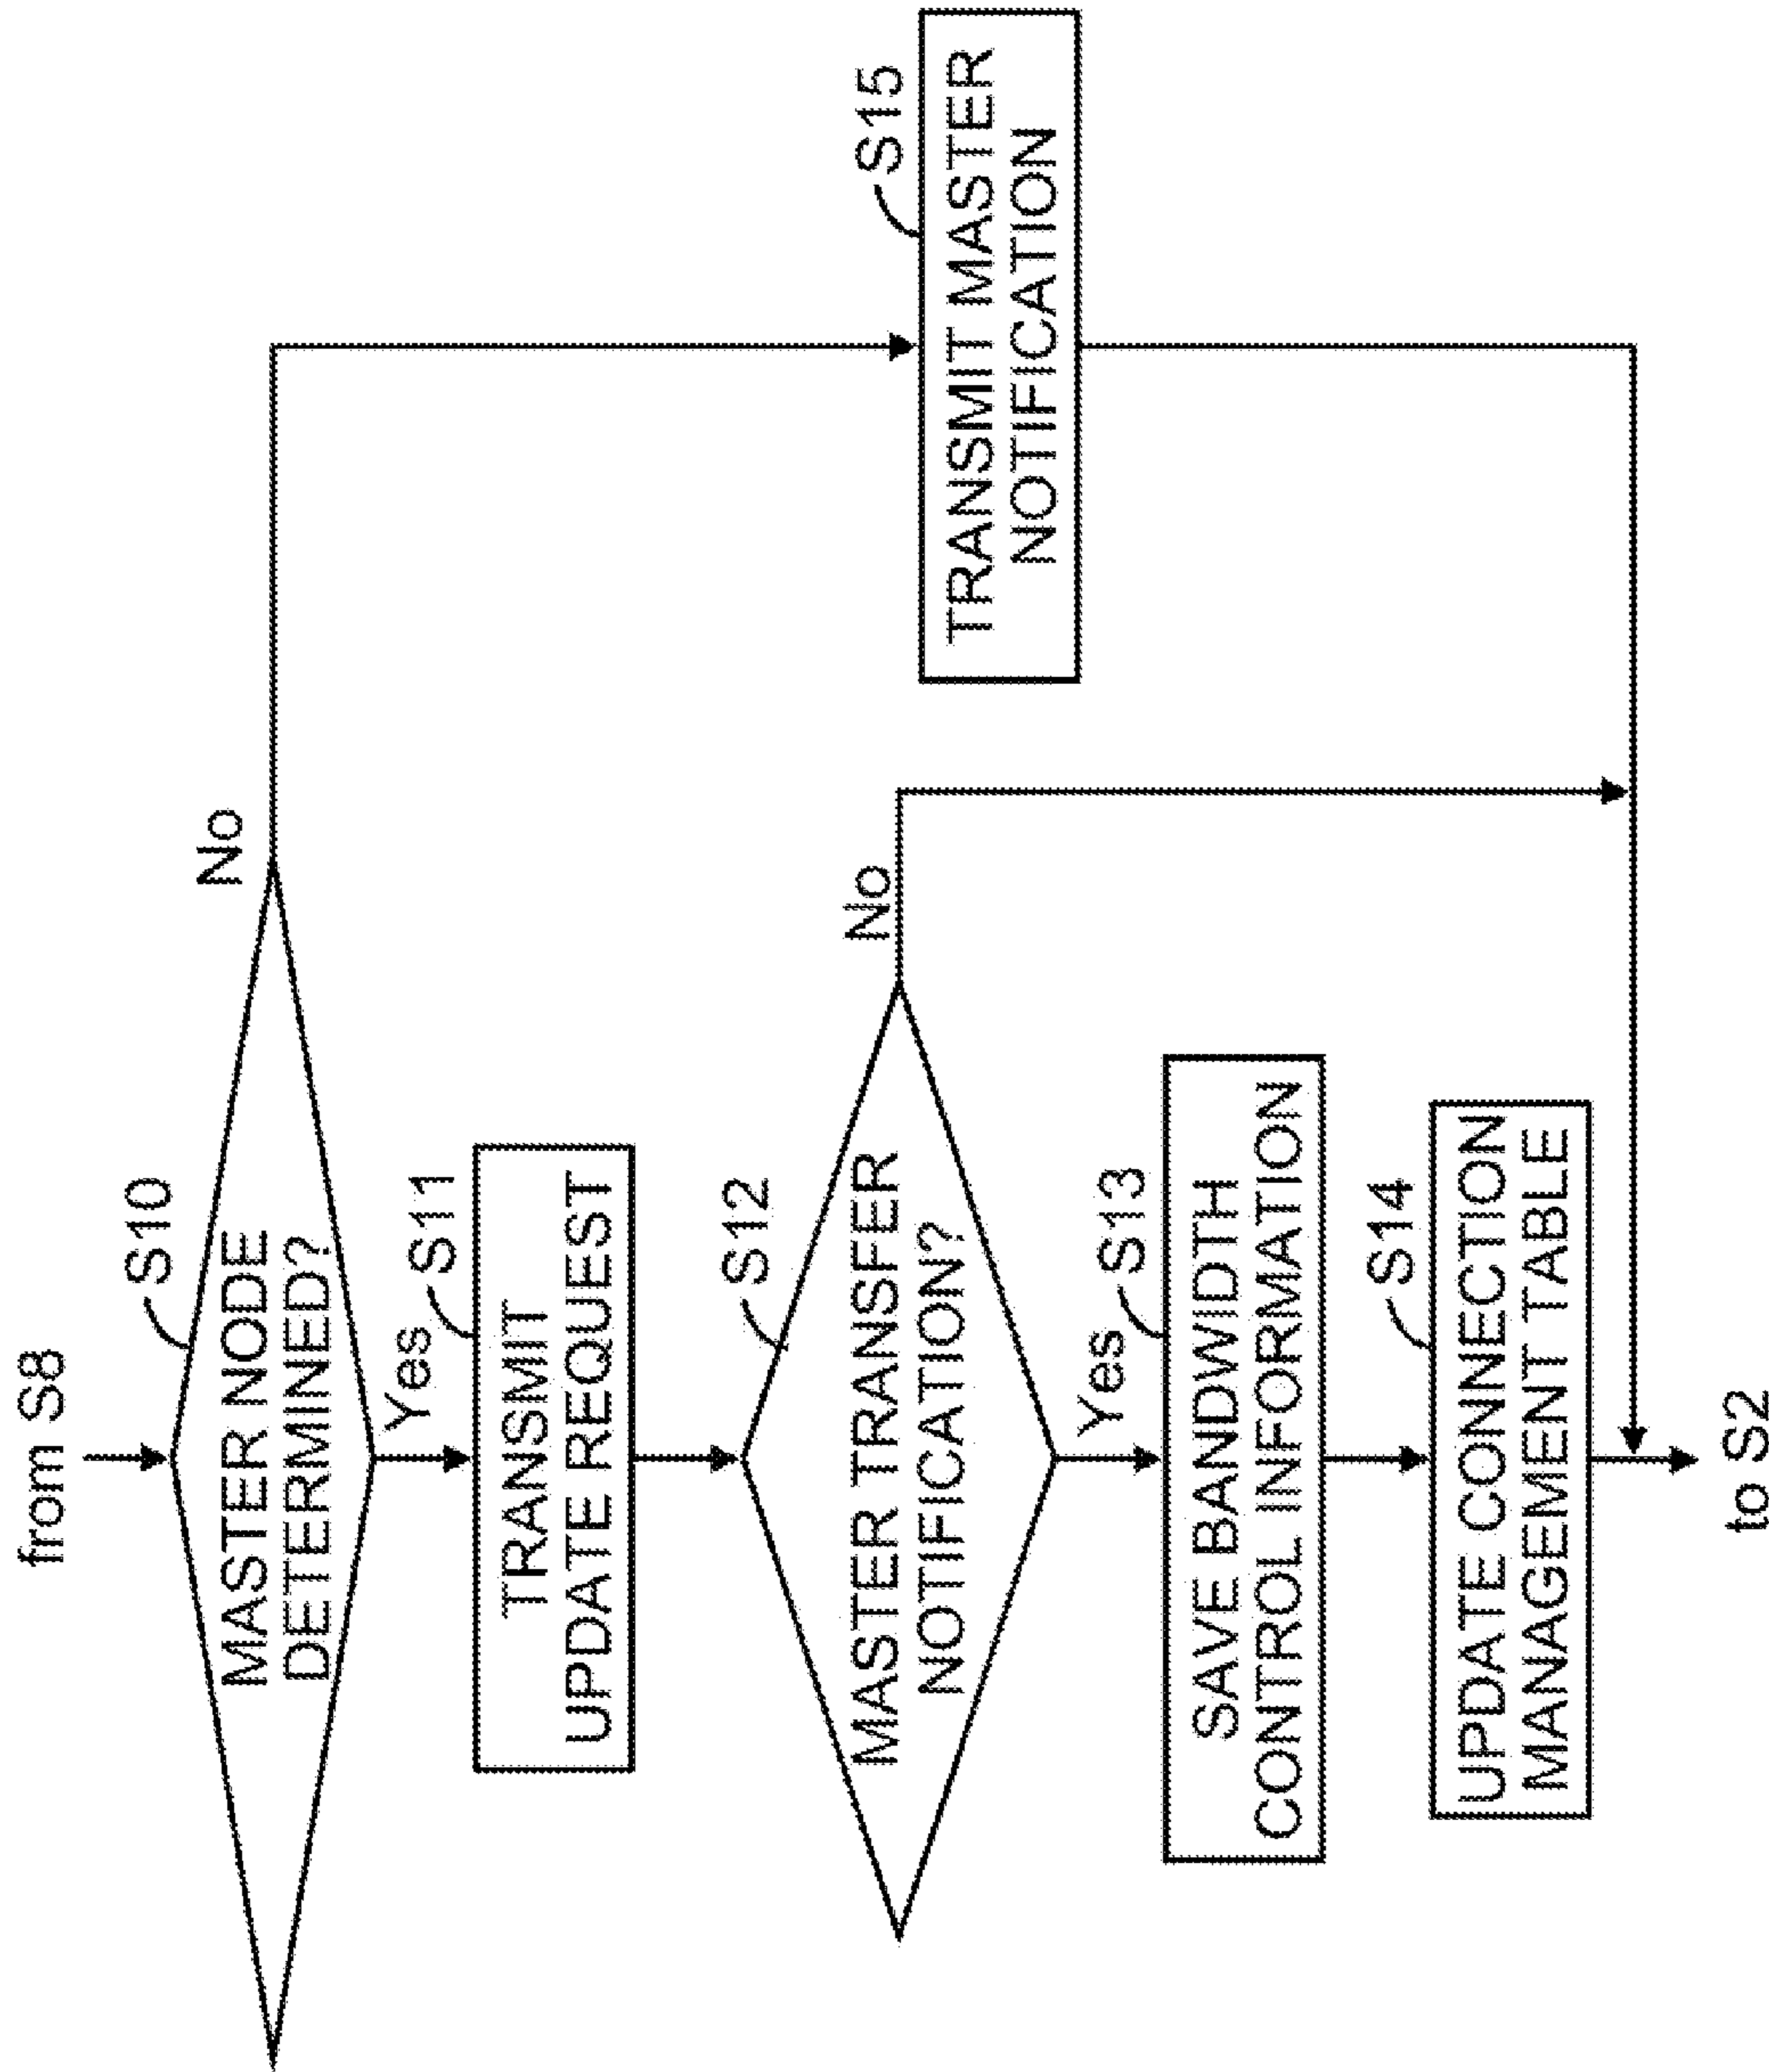 from S8
S10
MASTER NODE
DETERMINED?
No
Yes
S11
TRANSMIT
UPDATE REQUEST
S12
MASTER TRANSFER
NOTIFICATION?
No
Yes
S13
SAVE BANDWIDTH
CONTROL INFORMATION
S14
UPDATE CONNECTION
MANAGEMENT TABLE
S15
TRANSMIT MASTER
NOTIFICATION
to S2